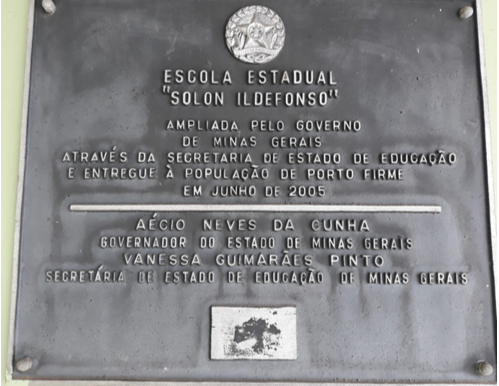 ESCOLA ESTADUAL
"SOLON ILDEFONSO"
AMPLIADA PELO GOVERNO
DE MINAS GERAIS
ATRAVÉS DA SECRETARIA DE ESTADO DE EDUCAÇÃO
E ENTREGUE À POPULAÇÃO DE PORTO FIRME
EM JUNHO DE 2005
AÉCIO NEVES DA CUNHA
GOVERNADOR DO ESTADO DE MINAS GERAIS
VANESSA GUIMARÃES PINTO
SECRETÁRIA DE ESTADO DE EDUCAÇÃO DE MINAS GERAIS